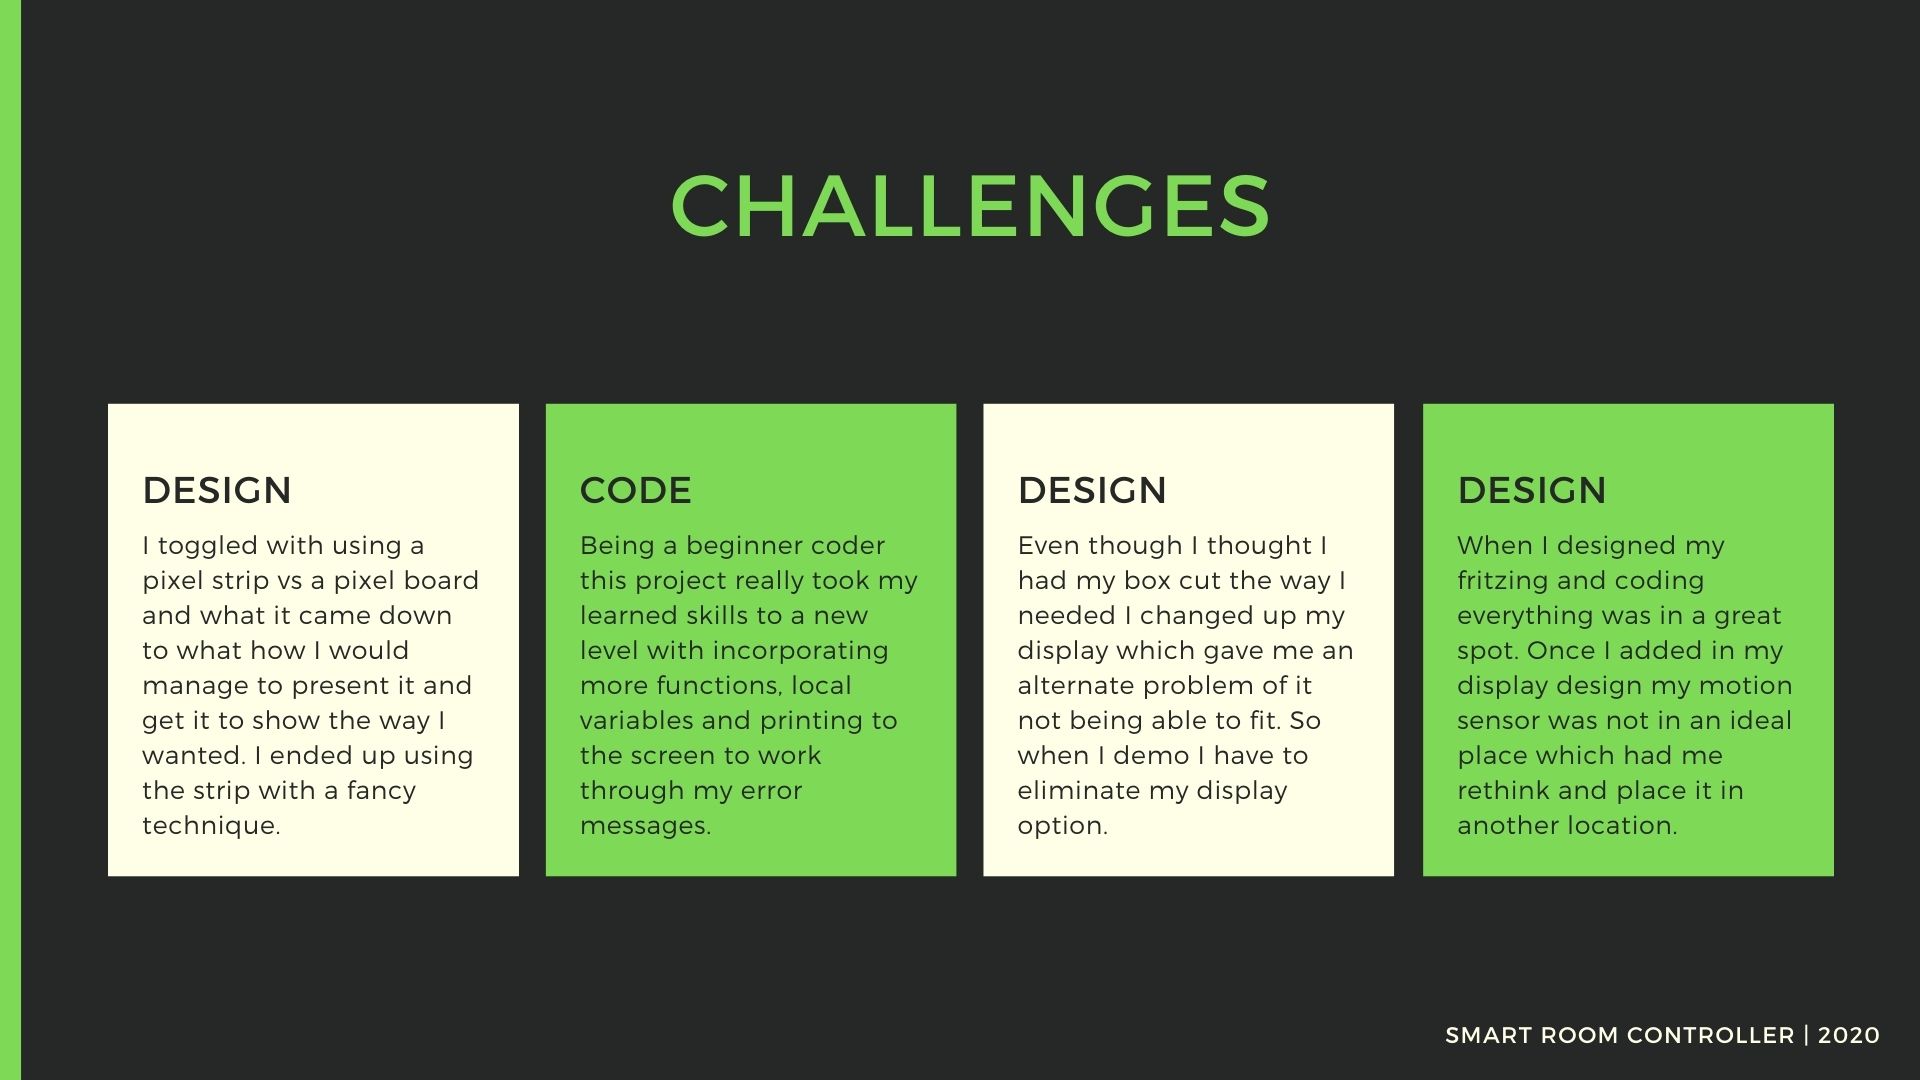 CHALLENGES
DESIGN
I toggled with using a
pixel strip vs a pixel board
and what it came down
to what how I would
manage to present it and
get it to show the way I
wanted. I ended up using
the strip with a fancy
technique.
CODE
Being a beginner coder
this project really took my
learned skills to a new
level with incorporating
more functions, local
variables and printing to
the screen to work
through my error
messages.
DESIGN
Even though I thought I
had my box cut the way I
needed I changed up my
display which gave me an
alternate problem of it
not being able to fit. So
when I demo I have to
eliminate my display
option.
DESIGN
When I designed my
fritzing and coding
everything was in a great
spot. Once I added in my
display design my motion
sensor was not in an ideal
place which had me
rethink and place it in
another location.
SMART ROOM CONTROLLER | 2020